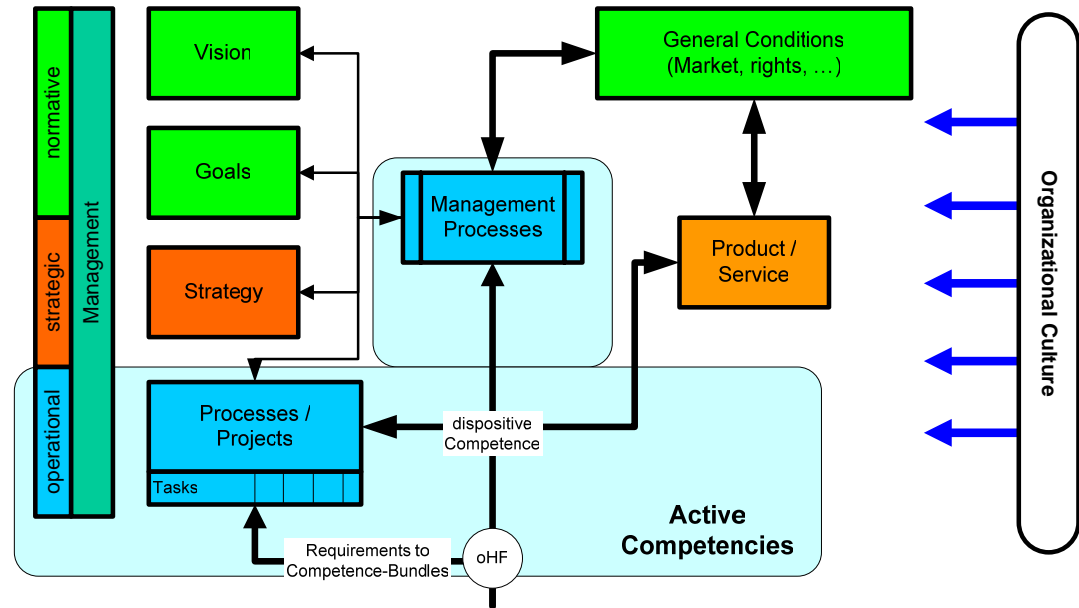 normative
strategic
operational
Management
Vision
Goals
Strategy
Processes /
Projects
Tasks
Management
Processes
General Conditions
(Market, rights, …)
Product /
Service
dispositive
Competence
Requirements to
Competence-Bundles
oHF
Active
Competencies
Organizational Culture